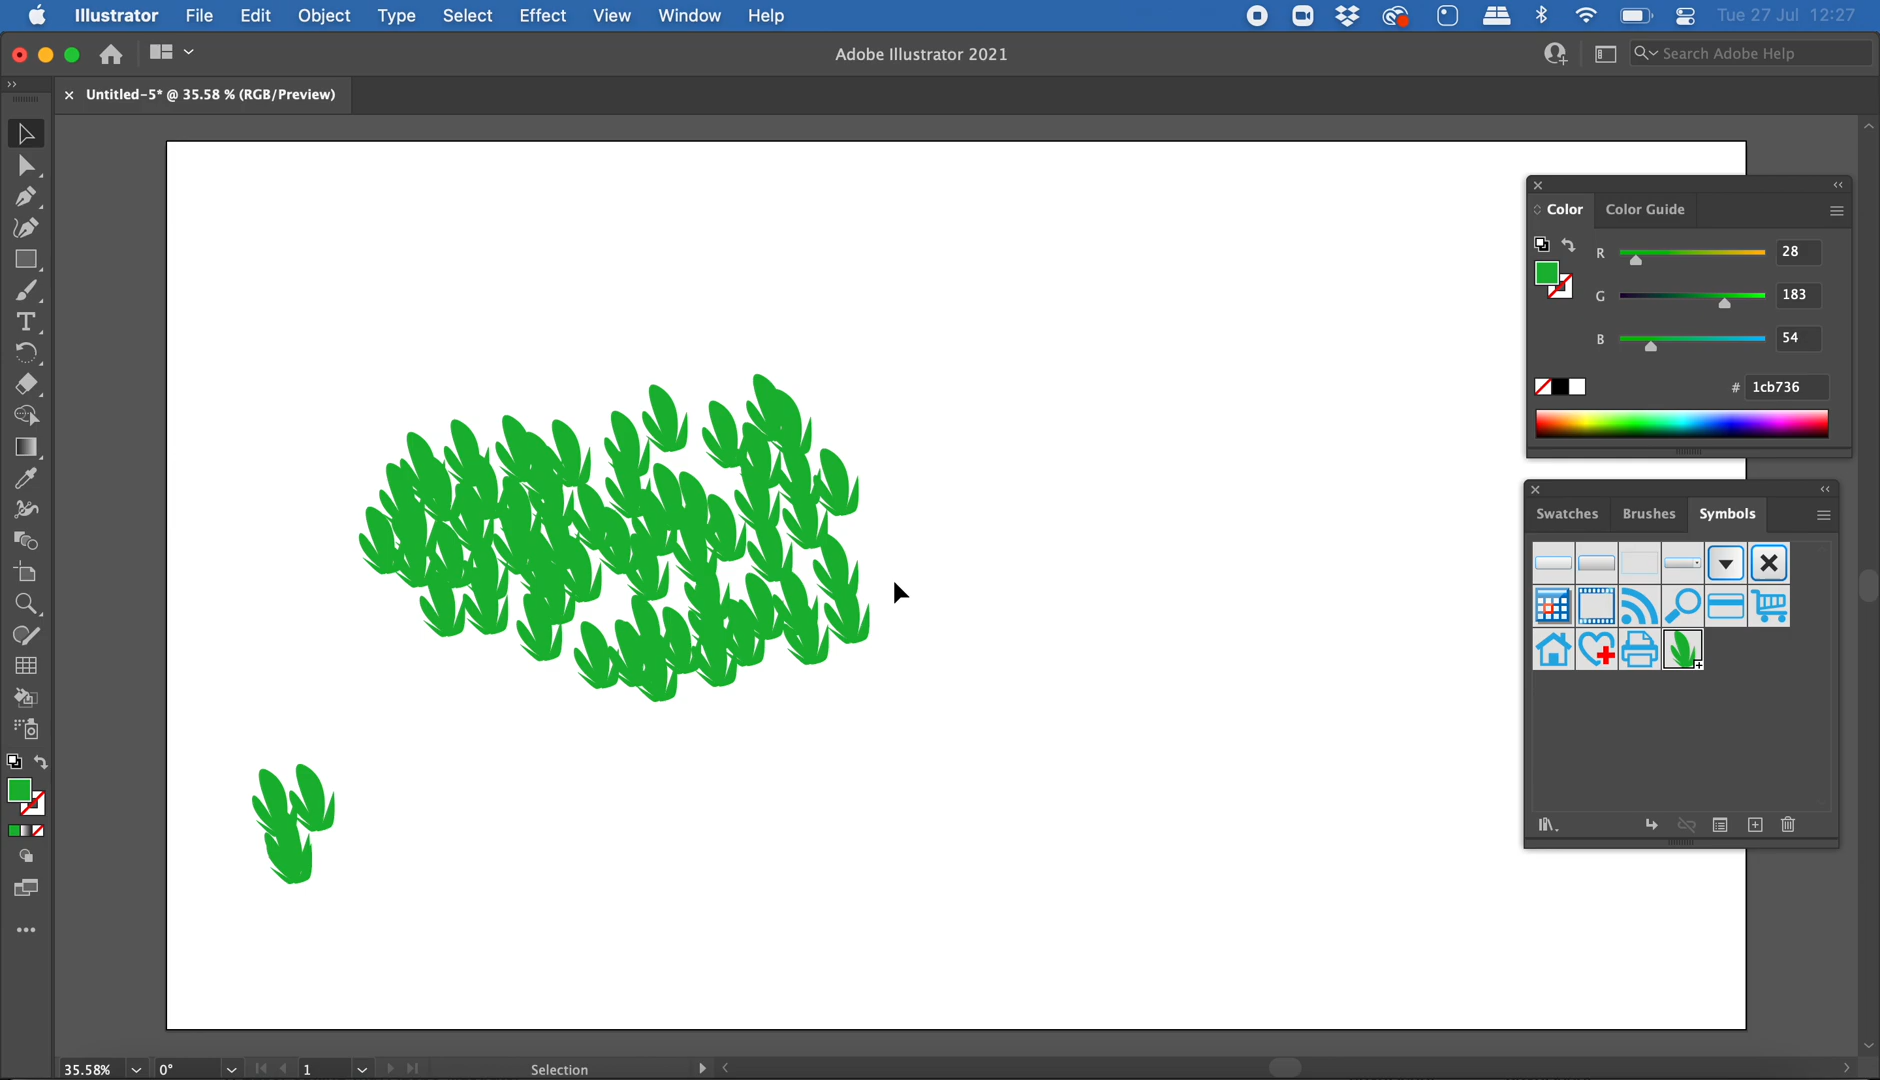 Illustrator File Edit Object Type Select Effect View Window Help Tue 27 Jul 12:27
Adobe Illustrator 2021
Search Adobe Help
Untitled-5* @ 35.58 % (RGB/Preview)
Color Color Guide
R 28
G 183
B 54
# 1cb736
Swatches Brushes Symbols
35.58% 0° 1 Selection